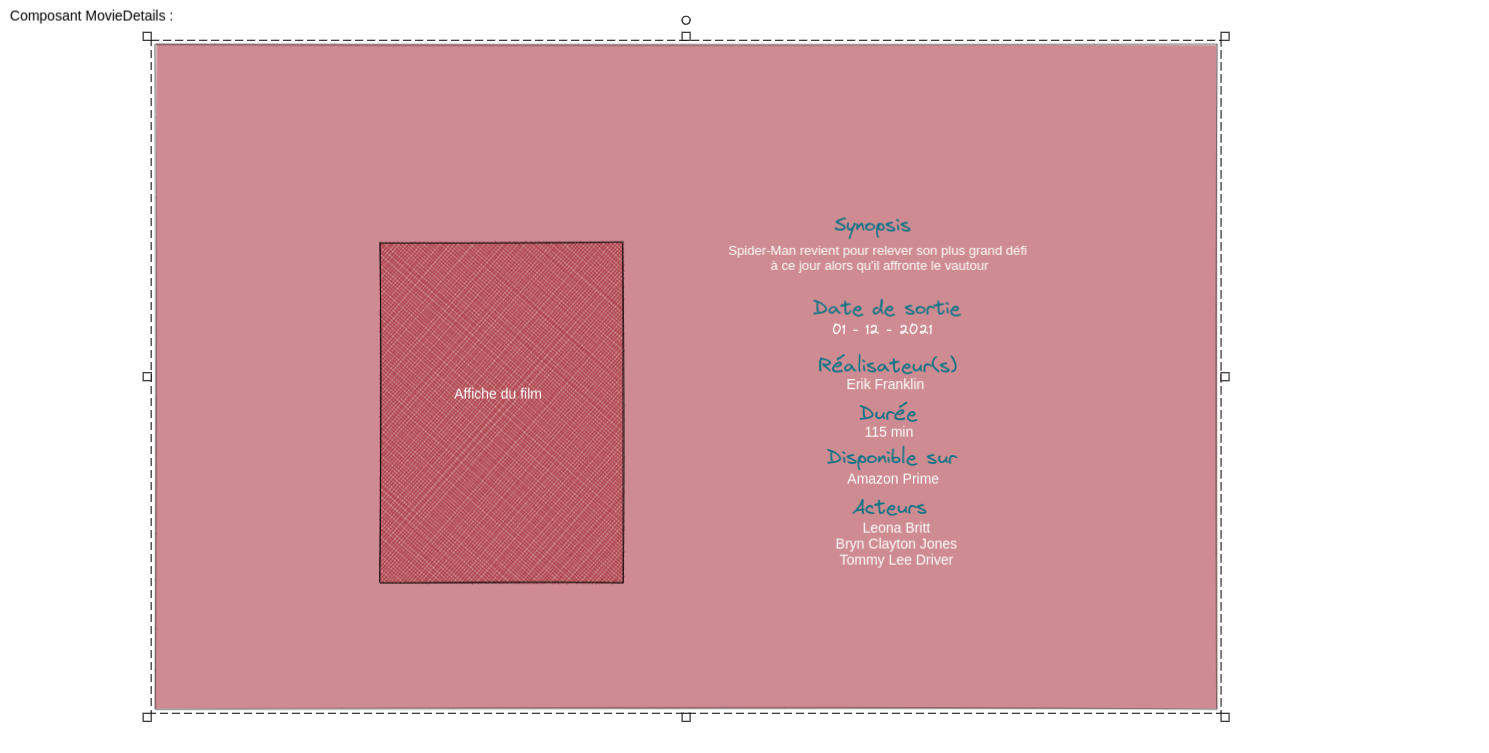 Composant MovieDetails :
Affiche du film
Synopsis
Spider-Man revient pour relever son plus grand défi
à ce jour alors qu'il affronte le vautour
Date de sortie
01 - 12 - 2021
Réalisateur(s)
Erik Franklin
Durée
115 min
Disponible sur
Amazon Prime
Acteurs
Leona Britt
Bryn Clayton Jones
Tommy Lee Driver